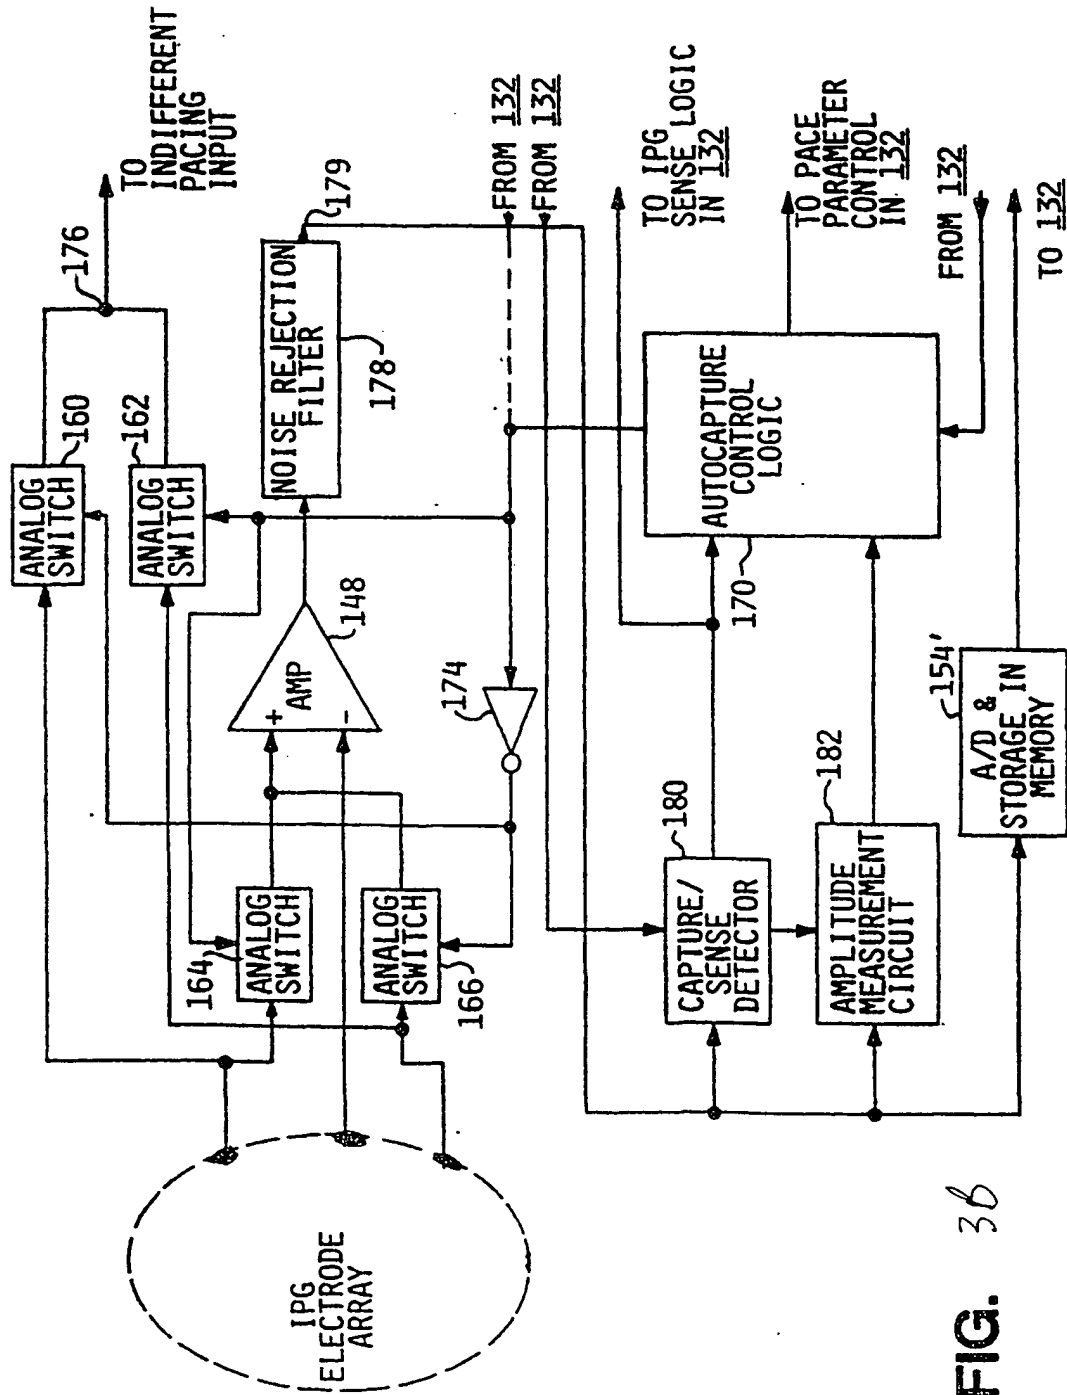 TO
INDIFFERENT
PACING
INPUT
176
ANALOG
SWITCH
160
ANALOG
SWITCH
162
NOISE REJECTION
FILTER
178
179
FROM 132
FROM 132
AMP
+
-
148
174
164
ANALOG
SWITCH
ANALOG
SWITCH
166
IPG
ELECTRODE
ARRAY
TO IPG
SENSE LOGIC
IN 132
TO PACE
PARAMETER
CONTROL
IN 132
FROM 132
TO 132
AUTOCAPTURE
CONTROL
LOGIC
170
CAPTURE/
SENSE
DETECTOR
180
AMPLITUDE
MEASUREMENT
CIRCUIT
182
A/D &
STORAGE IN
MEMORY
154'
FIG. 3B